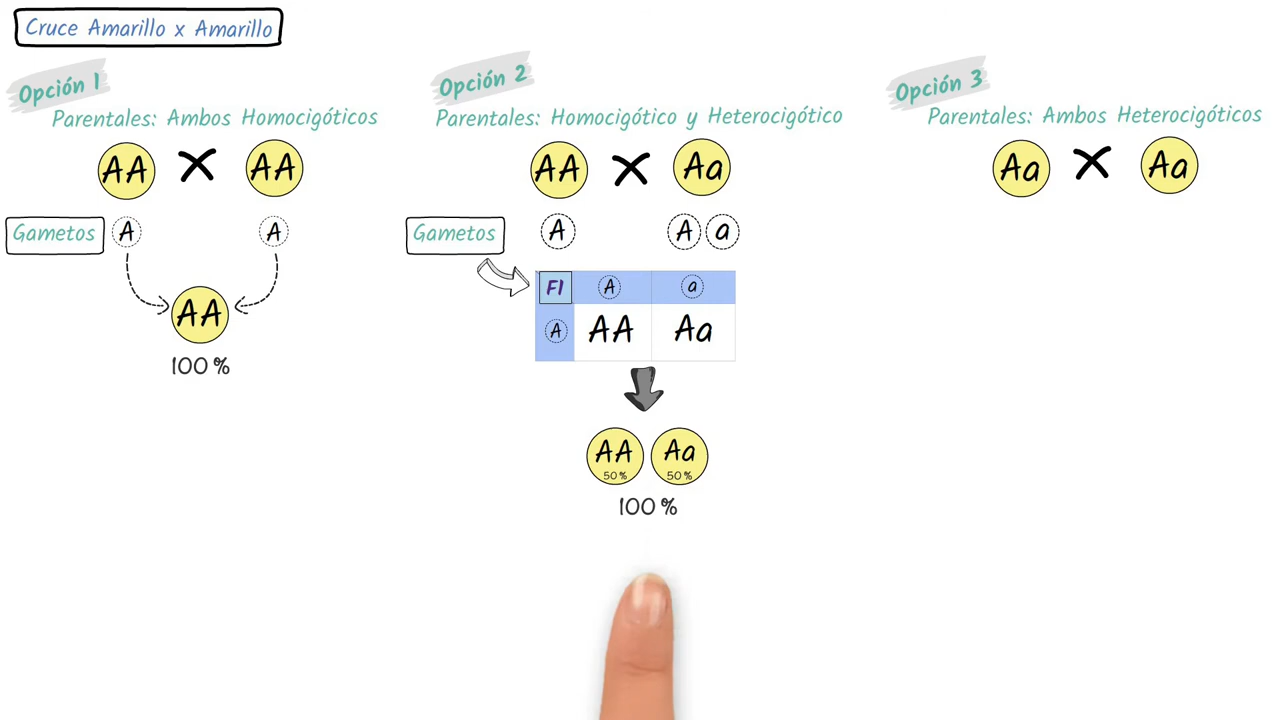 Cruce Amarillo x Amarillo
Opción 1
Parentales: Ambos Homocigóticos
AA X AA
Gametos A A
AA
100 %
Opción 2
Parentales: Homocigótico y Heterocigótico
AA X Aa
Gametos A A a
F1 A a
A AA Aa
AA Aa
50 % 50 %
100 %
Opción 3
Parentales: Ambos Heterocigóticos
Aa X Aa